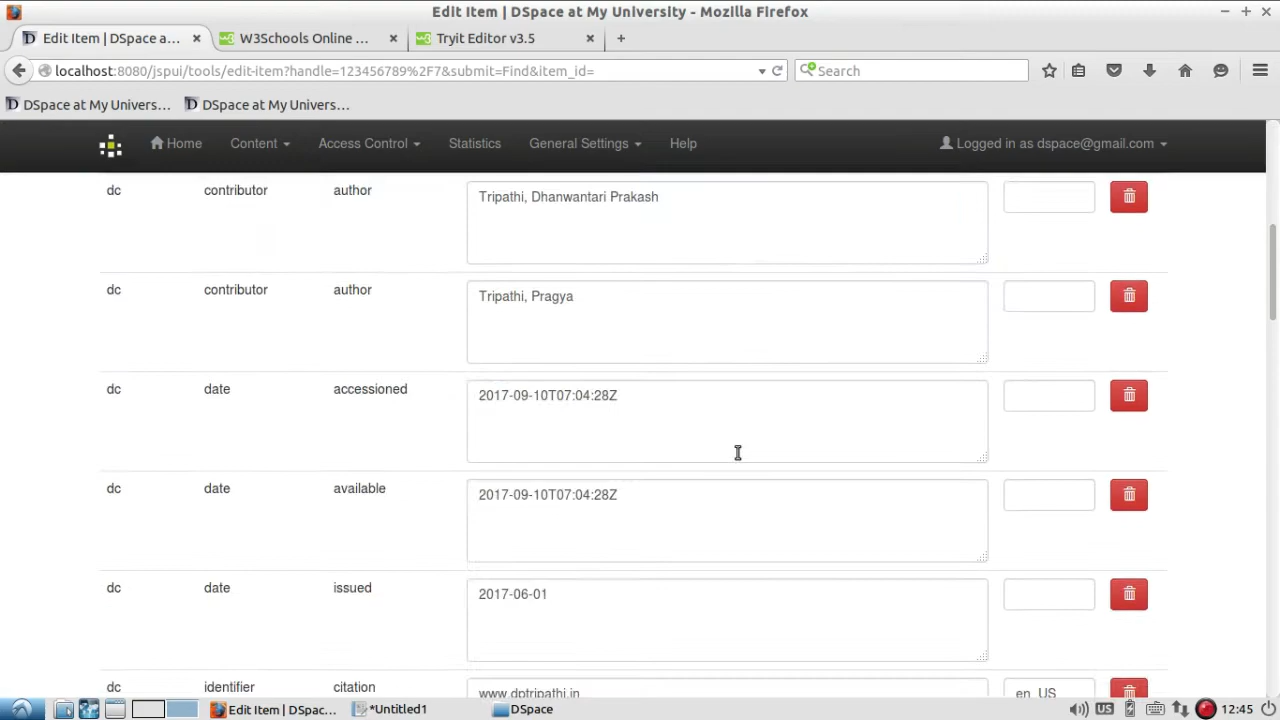 Edit Item | DSpace at My University - Mozilla Firefox
Edit Item | DSpace a...
W3Schools Online ...
Tryit Editor v3.5
localhost:8080/jspui/tools/edit-item?handle=123456789%2F7&submit=Find&item_id=
Search
DSpace at My Univers...
DSpace at My Univers...
Home
Content
Access Control
Statistics
General Settings
Help
Logged in as dspace@gmail.com
dc contributor author Tripathi, Dhanwantari Prakash
dc contributor author Tripathi, Pragya
dc date accessioned 2017-09-10T07:04:28Z
dc date available 2017-09-10T07:04:28Z
dc date issued 2017-06-01
dc identifier citation www.dptripathi.in en_US
Edit Item | DSpac...
*Untitled1
DSpace
US
12:45